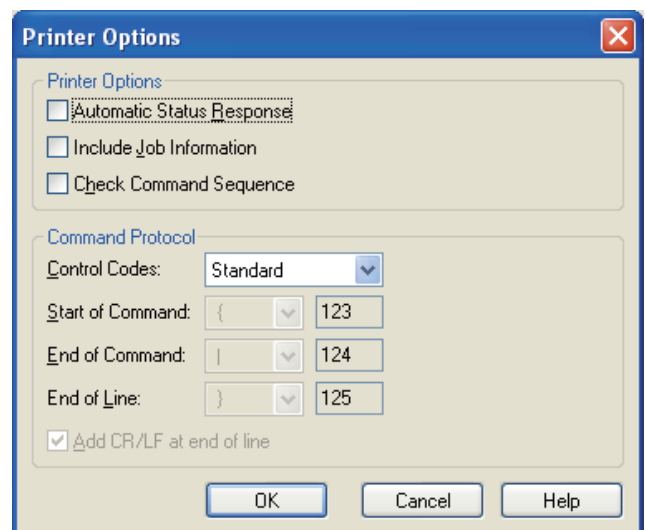 Printer Options
Printer Options
Automatic Status Response
Include Job Information
Check Command Sequence
Command Protocol
Control Codes: Standard
Start of Command: { 123
End of Command: | 124
End of Line: } 125
Add CR/LF at end of line
OK Cancel Help